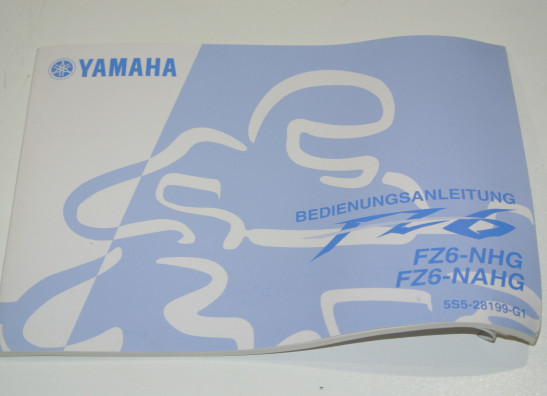 YAMAHA
BEDIENUNGSANLEITUNG
FZ6
FZ6-NHG
FZ6-NAHG
5S5-28199-G1